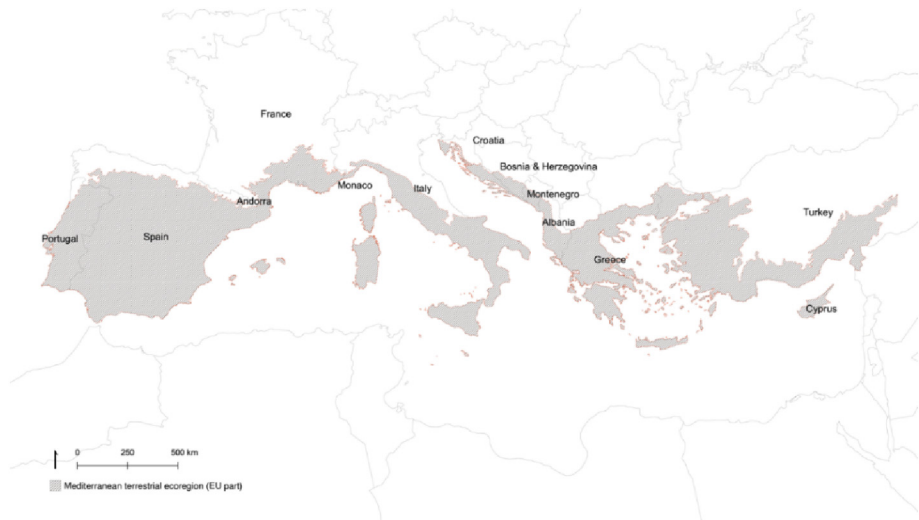 France
Croatia
Bosnia & Herzegovina
Monaco
Italy
Montenegro
Andorra
Albania
Turkey
Portugal
Spain
Greece
Cyprus
0 250 500 km
Mediterranean terrestrial ecoregion (EU part)